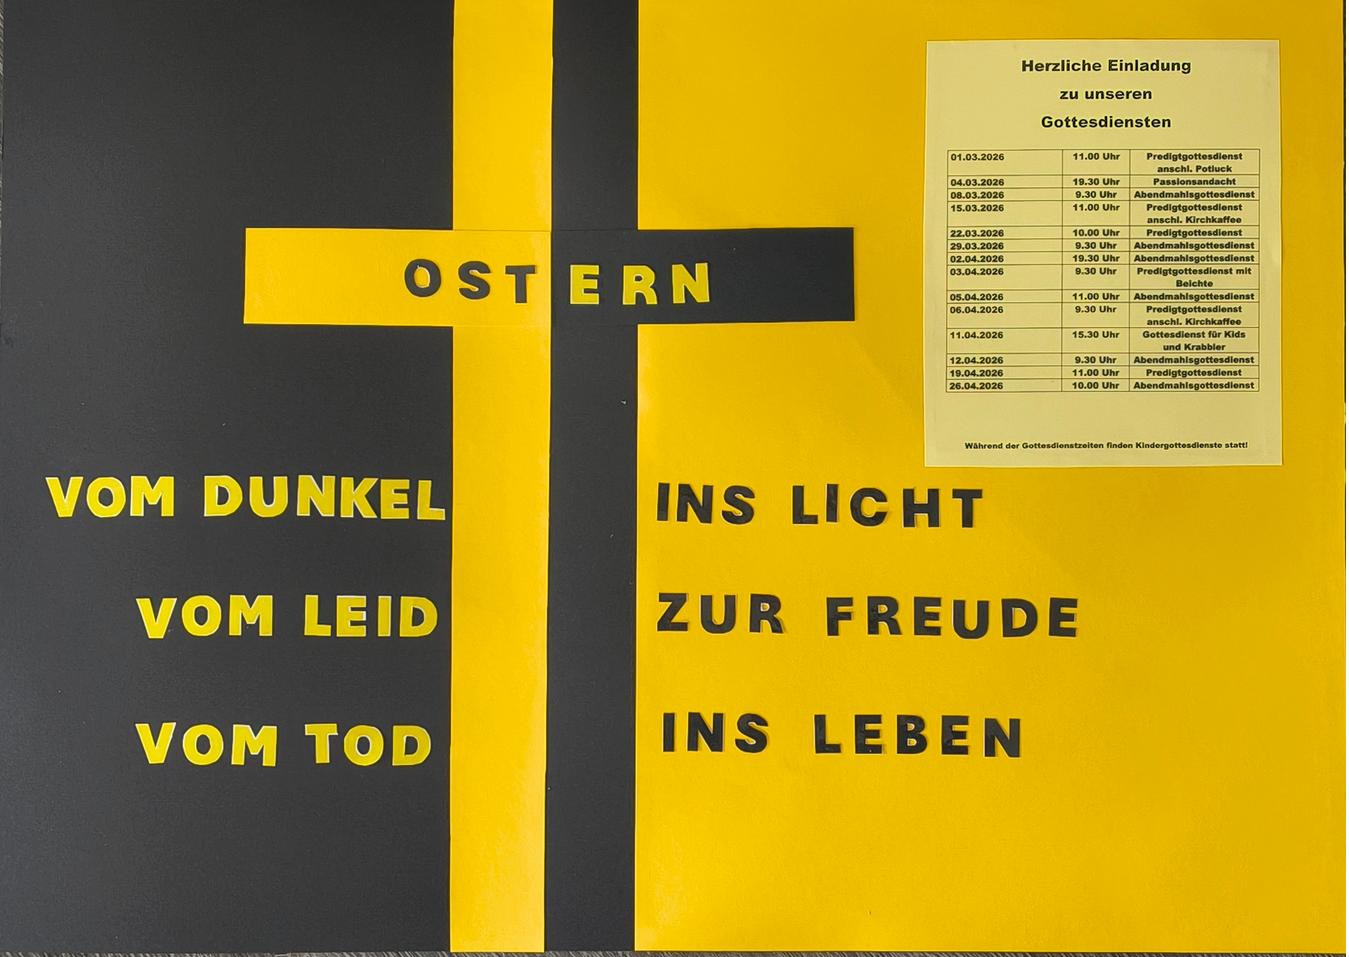 OSTERN
VOM DUNKEL INS LICHT
VOM LEID ZUR FREUDE
VOM TOD INS LEBEN
Herzliche Einladung
zu unseren
Gottesdiensten
01.03.2026 11.00 Uhr Predigtgottesdienst
anschl. Potluck
04.03.2026 19.30 Uhr Passionsandacht
08.03.2026 9.30 Uhr Abendmahlsgottesdienst
15.03.2026 11.00 Uhr Predigtgottesdienst
anschl. Kirchkaffee
22.03.2026 10.00 Uhr Predigtgottesdienst
29.03.2026 9.30 Uhr Abendmahlsgottesdienst
02.04.2026 19.30 Uhr Abendmahlsgottesdienst
03.04.2026 9.30 Uhr Predigtgottesdienst mit
Beichte
05.04.2026 11.00 Uhr Abendmahlsgottesdienst
06.04.2026 9.30 Uhr Predigtgottesdienst
anschl. Kirchkaffee
11.04.2026 15.30 Uhr Gottesdienst für Kids
und Krabbler
12.04.2026 9.30 Uhr Abendmahlsgottesdienst
19.04.2026 11.00 Uhr Predigtgottesdienst
26.04.2026 10.00 Uhr Abendmahlsgottesdienst
Während der Gottesdienstzeiten finden Kindergottesdienste statt!